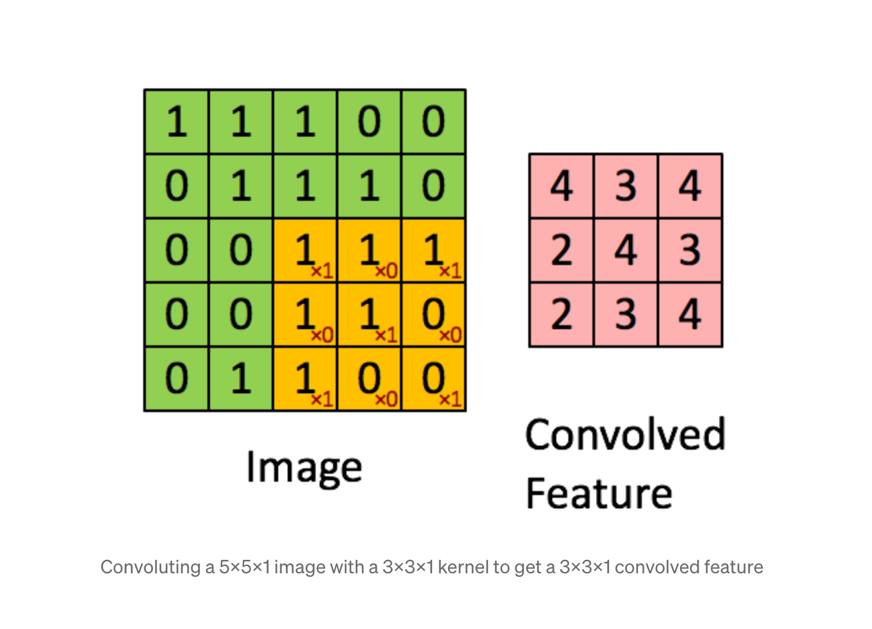 1 1 1 0 0
0 1 1 1 0
0 0 1×1 1×0 1×1
0 0 1×0 1×1 0×0
0 1 1×1 0×0 0×1
Image
4 3 4
2 4 3
2 3 4
Convolved
Feature
Convoluting a 5×5×1 image with a 3×3×1 kernel to get a 3×3×1 convolved feature